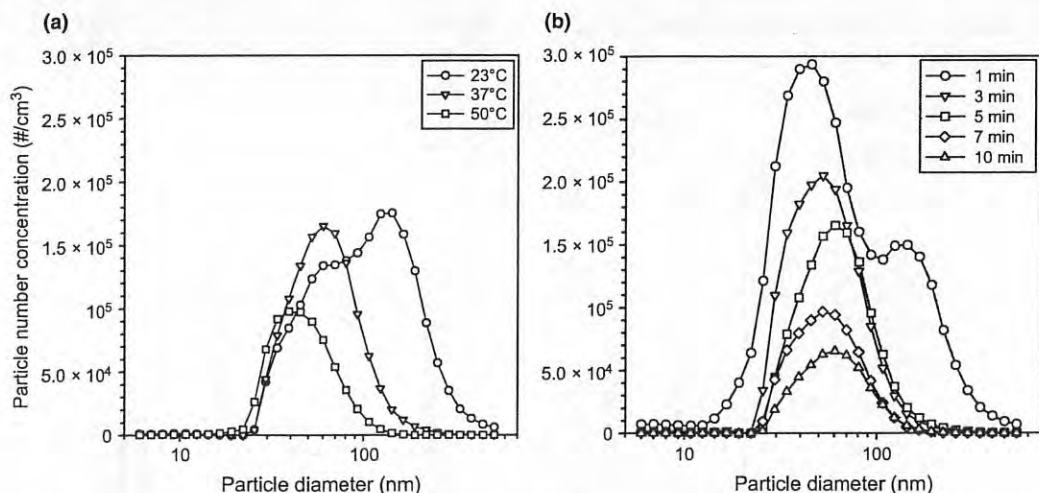 (a)
Particle number concentration (#/cm3)
3.0 × 10⁵
2.5 × 10⁵
2.0 × 10⁵
1.5 × 10⁵
10⁵
5.0 × 10⁴
0
10
100
Particle diameter (nm)
23°C
37°C
50°C
(b)
3.0 × 10⁵
2.5 × 10⁵
2.0 × 10⁵
1.5 × 10⁵
10⁵
5.0 10⁴
0
10
100
Particle diameter (nm)
1 min
3 min
5 min
7 min
10 min